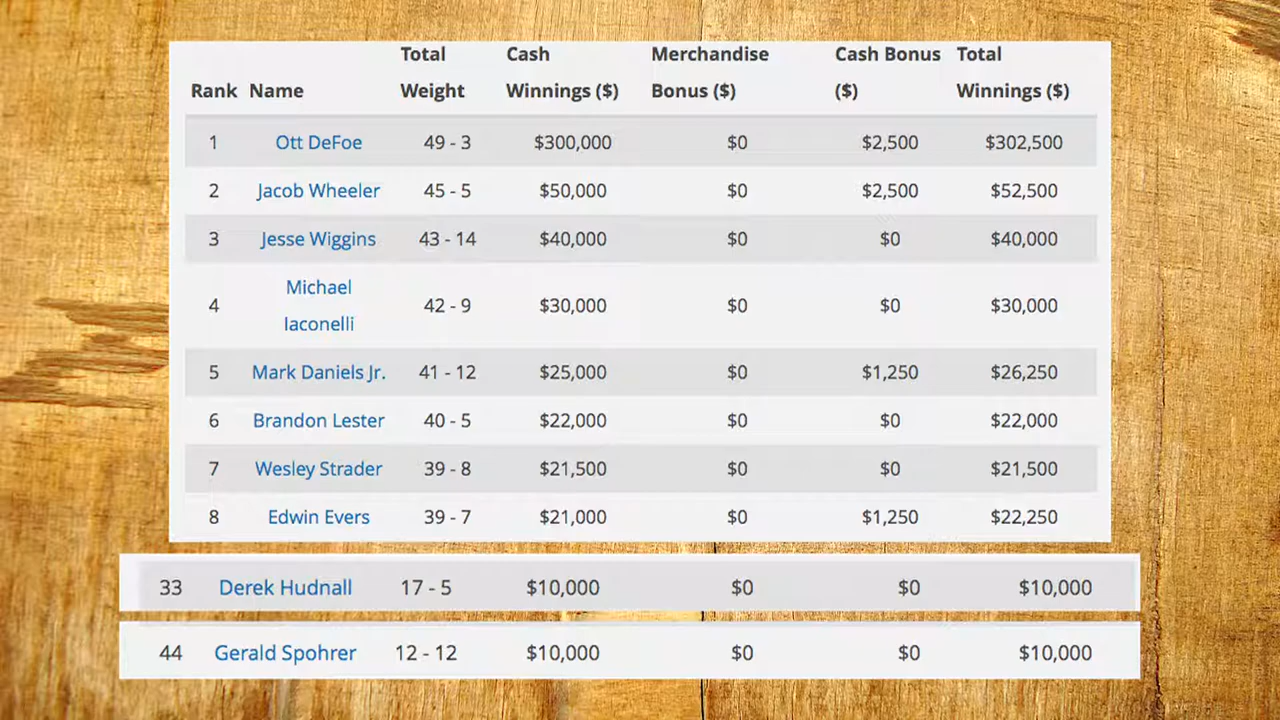 Rank Name Total Weight Cash Winnings ($) Merchandise Bonus ($) Cash Bonus ($) Total Winnings ($)
1 Ott DeFoe 49 - 3 $300,000 $0 $2,500 $302,500
2 Jacob Wheeler 45 - 5 $50,000 $0 $2,500 $52,500
3 Jesse Wiggins 43 - 14 $40,000 $0 $0 $40,000
4 Michael Iaconelli 42 - 9 $30,000 $0 $0 $30,000
5 Mark Daniels Jr. 41 - 12 $25,000 $0 $1,250 $26,250
6 Brandon Lester 40 - 5 $22,000 $0 $0 $22,000
7 Wesley Strader 39 - 8 $21,500 $0 $0 $21,500
8 Edwin Evers 39 - 7 $21,000 $0 $1,250 $22,250
33 Derek Hudnall 17 - 5 $10,000 $0 $0 $10,000
44 Gerald Spohrer 12 - 12 $10,000 $0 $0 $10,000